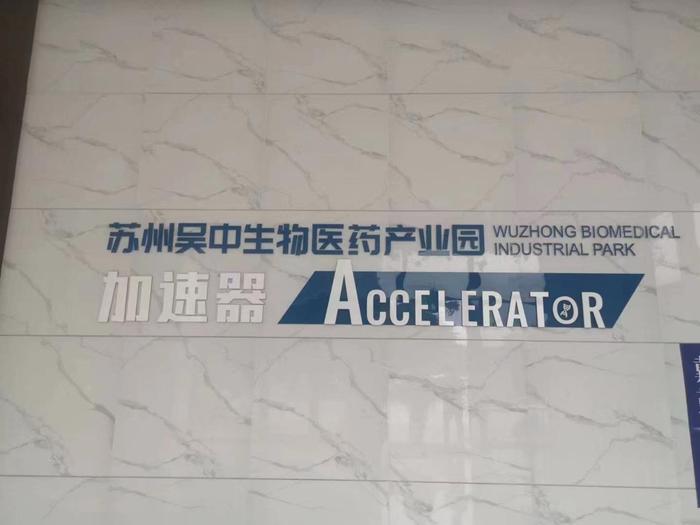 苏州吴中生物医药产业园
WUZHONG BIOMEDICAL
INDUSTRIAL PARK
加速器
ACCELERATOR